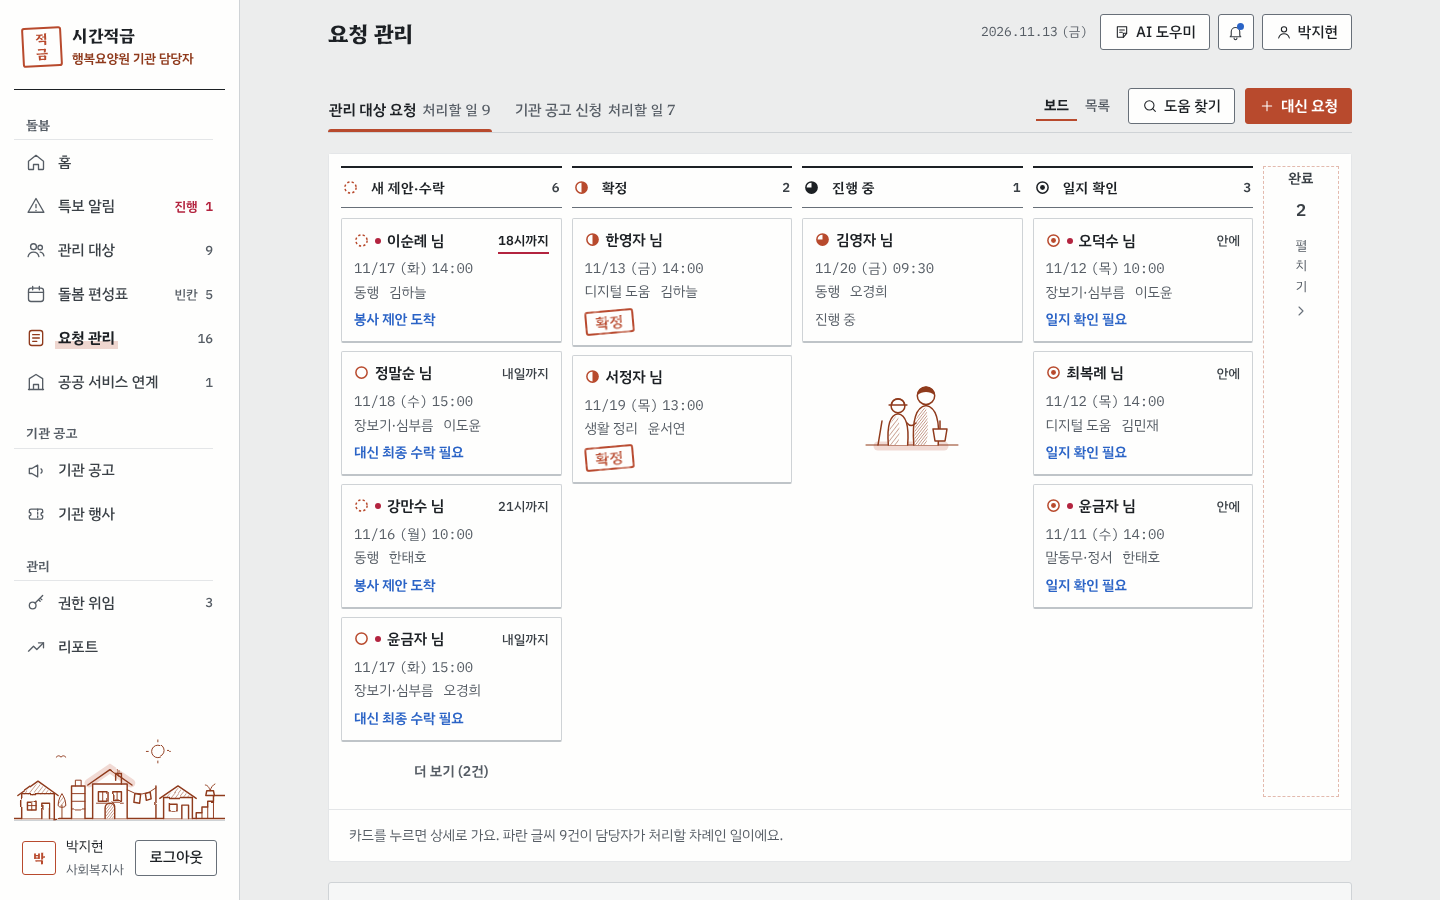 적금
시간적금
행복요양원 기관 담당자
돌봄
홈
특보 알림 진행 1
관리 대상 9
돌봄 편성표 빈칸 5
요청 관리 16
공공 서비스 연계 1
기관 공고
기관 공고
기관 행사
관리
권한 위임 3
리포트
박
박지현
사회복지사
로그아웃
요청 관리
2026.11.13 (금)
AI 도우미
박지현
관리 대상 요청 처리할 일 9
기관 공고 신청 처리할 일 7
보드
목록
도움 찾기
대신 요청
새 제안·수락 6
이순례 님 18시까지
11/17 (화) 14:00
동행 김하늘
봉사 제안 도착
정말순 님 내일까지
11/18 (수) 15:00
장보기·심부름 이도윤
대신 최종 수락 필요
강만수 님 21시까지
11/16 (월) 10:00
동행 한태호
봉사 제안 도착
윤금자 님 내일까지
11/17 (화) 15:00
장보기·심부름 오경희
대신 최종 수락 필요
더 보기 (2건)
확정 2
한영자 님
11/13 (금) 14:00
디지털 도움 김하늘
확정
서정자 님
11/19 (목) 13:00
생활 정리 윤서연
확정
진행 중 1
김영자 님
11/20 (금) 09:30
동행 오경희
진행 중
일지 확인 3
오덕수 님 안에
11/12 (목) 10:00
장보기·심부름 이도윤
일지 확인 필요
최복례 님 안에
11/12 (목) 14:00
디지털 도움 김민재
일지 확인 필요
윤금자 님 안에
11/11 (수) 14:00
말동무·정서 한태호
일지 확인 필요
완료
2
펼치기
카드를 누르면 상세로 가요. 파란 글씨 9건이 담당자가 처리할 차례인 일이에요.